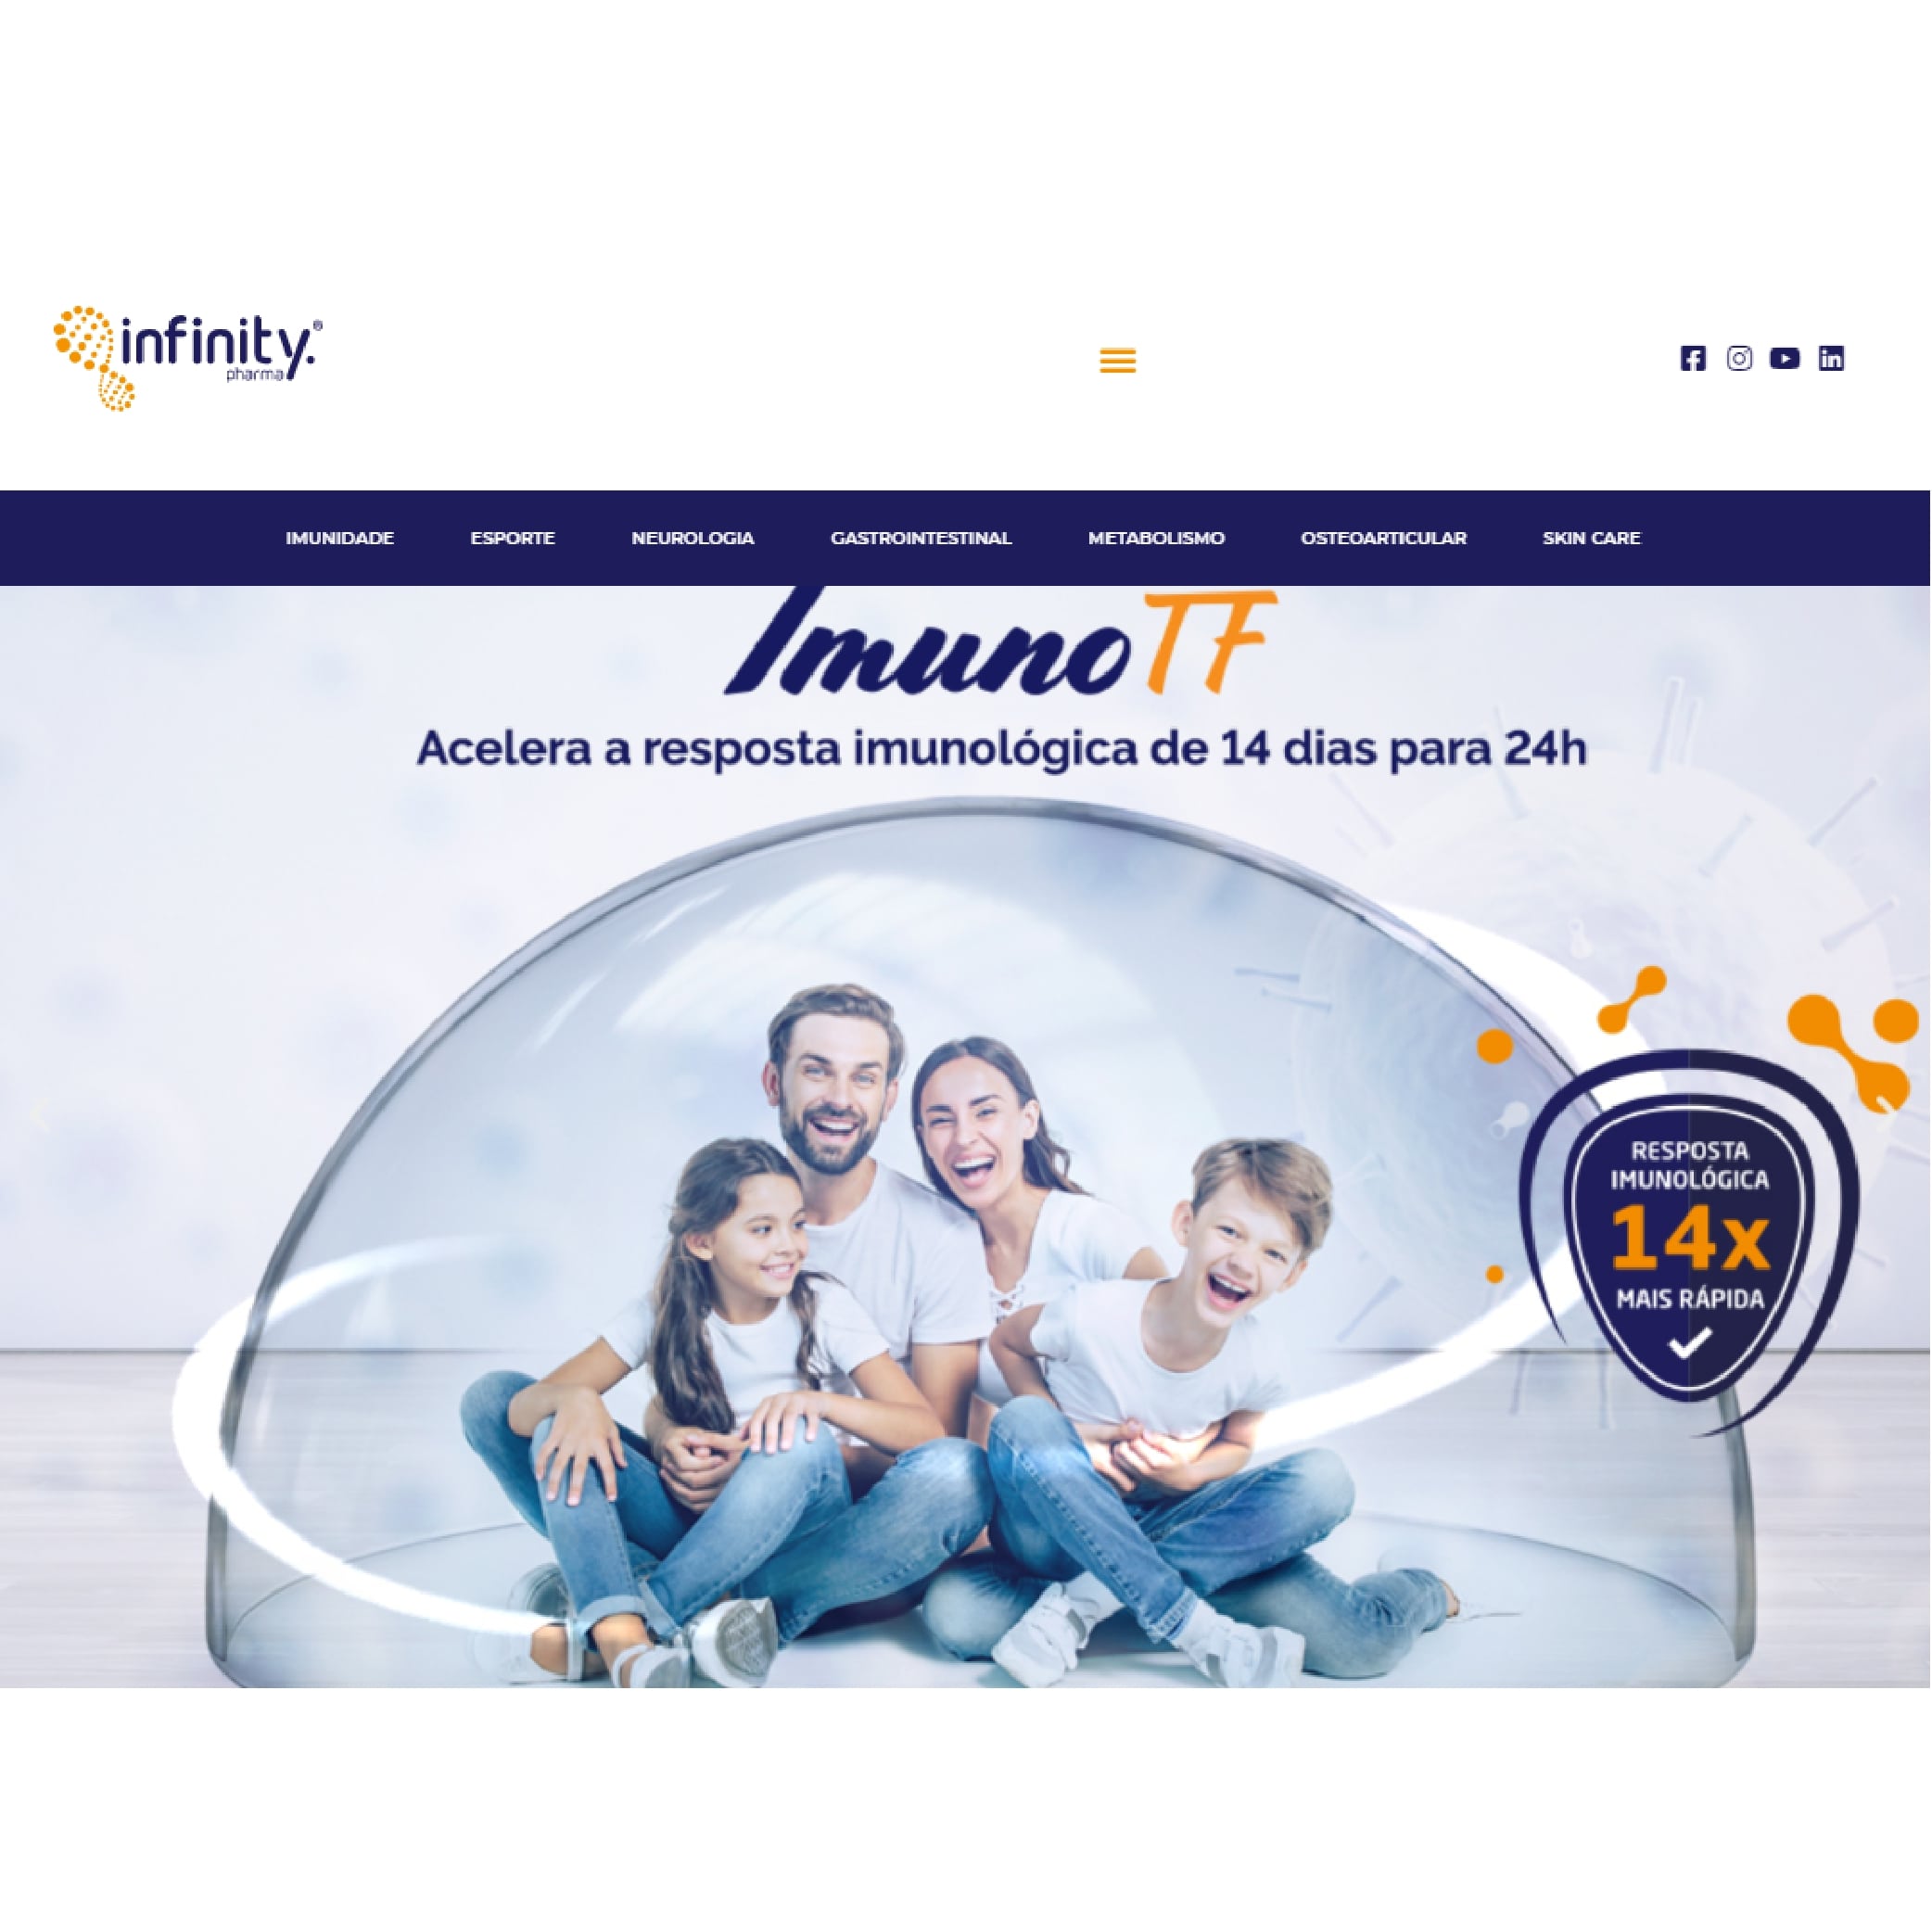 infinity.®
pharma
IMUNIDADE
ESPORTE
NEUROLOGIA
GASTROINTESTINAL
METABOLISMO
OSTEOARTICULAR
SKIN CARE
ImunoTF
Acelera a resposta imunológica de 14 dias para 24h
RESPOSTA
IMUNOLÓGICA
14x
MAIS RÁPIDA